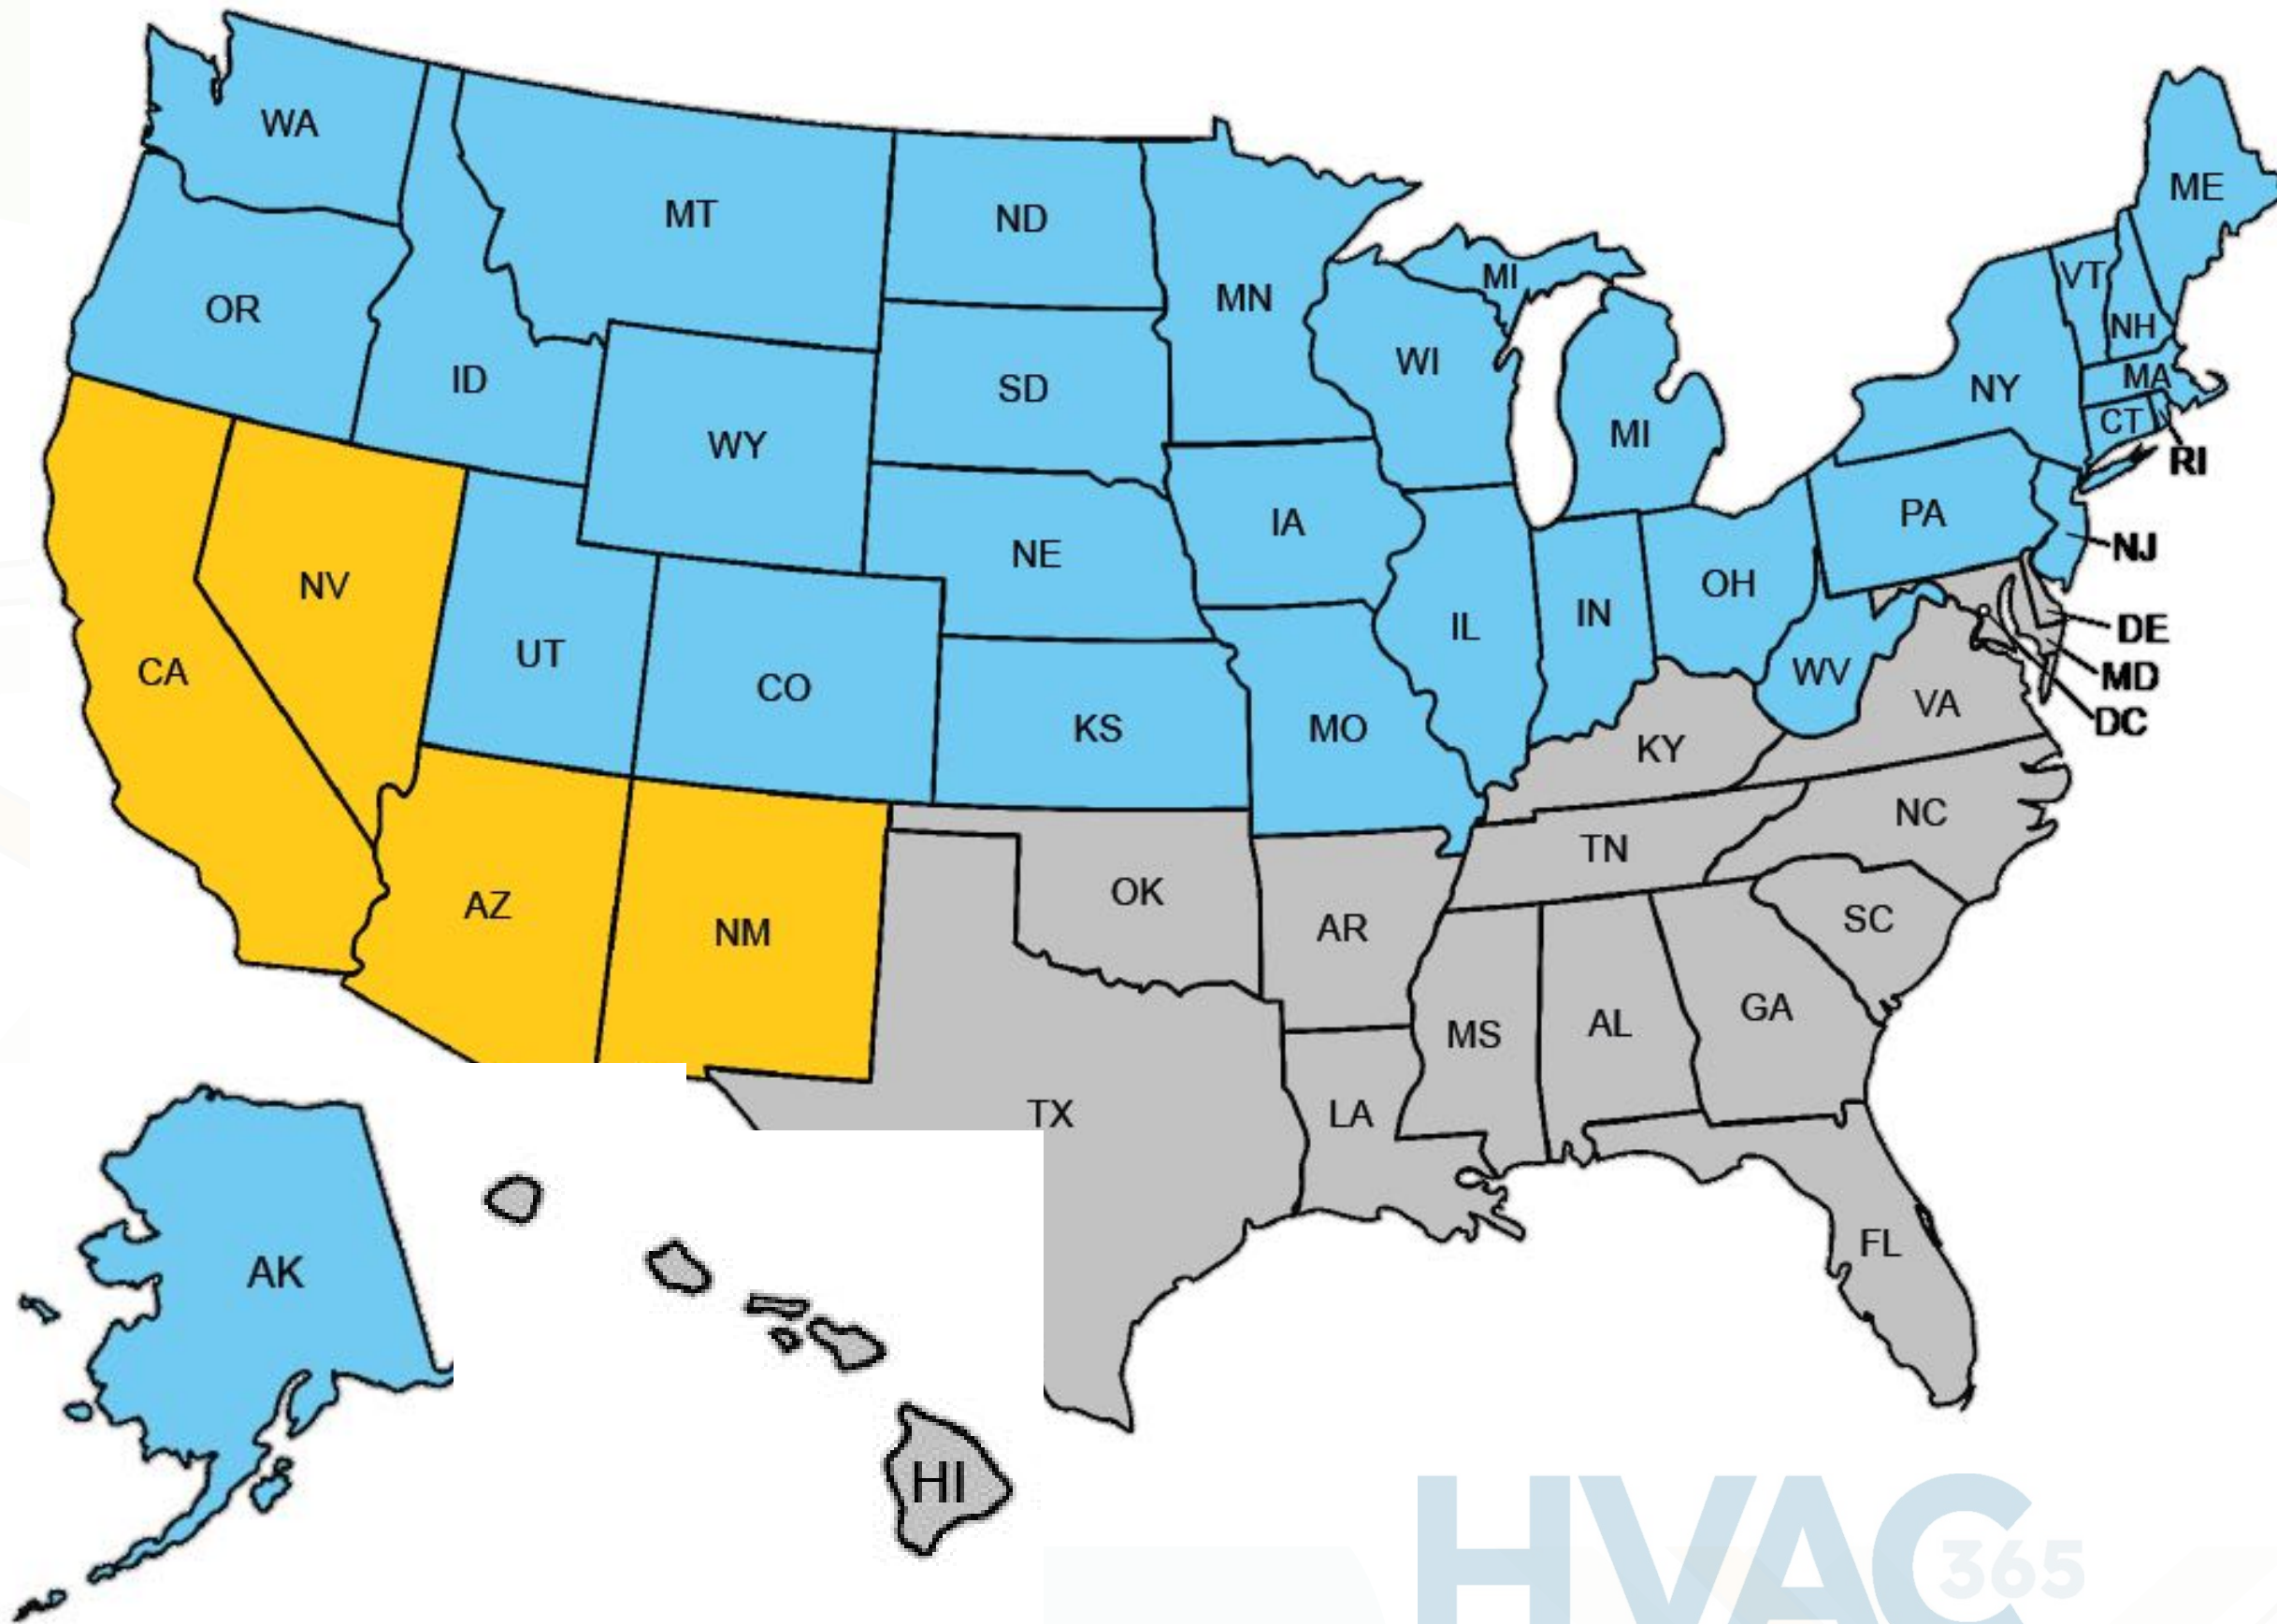 WA
MT
ND
MN
OR
ID
WY
SD
WI
MI
MI
ME
VT
NH
MA
NY
CT
RI
PA
NJ
NE
IA
NV
UT
CO
KS
MO
IL
IN
OH
DE
MD
DC
WV
VA
CA
KY
NC
TN
AZ
NM
OK
AR
SC
MS
AL
GA
TX
LA
FL
AK
HI
HVAC
365